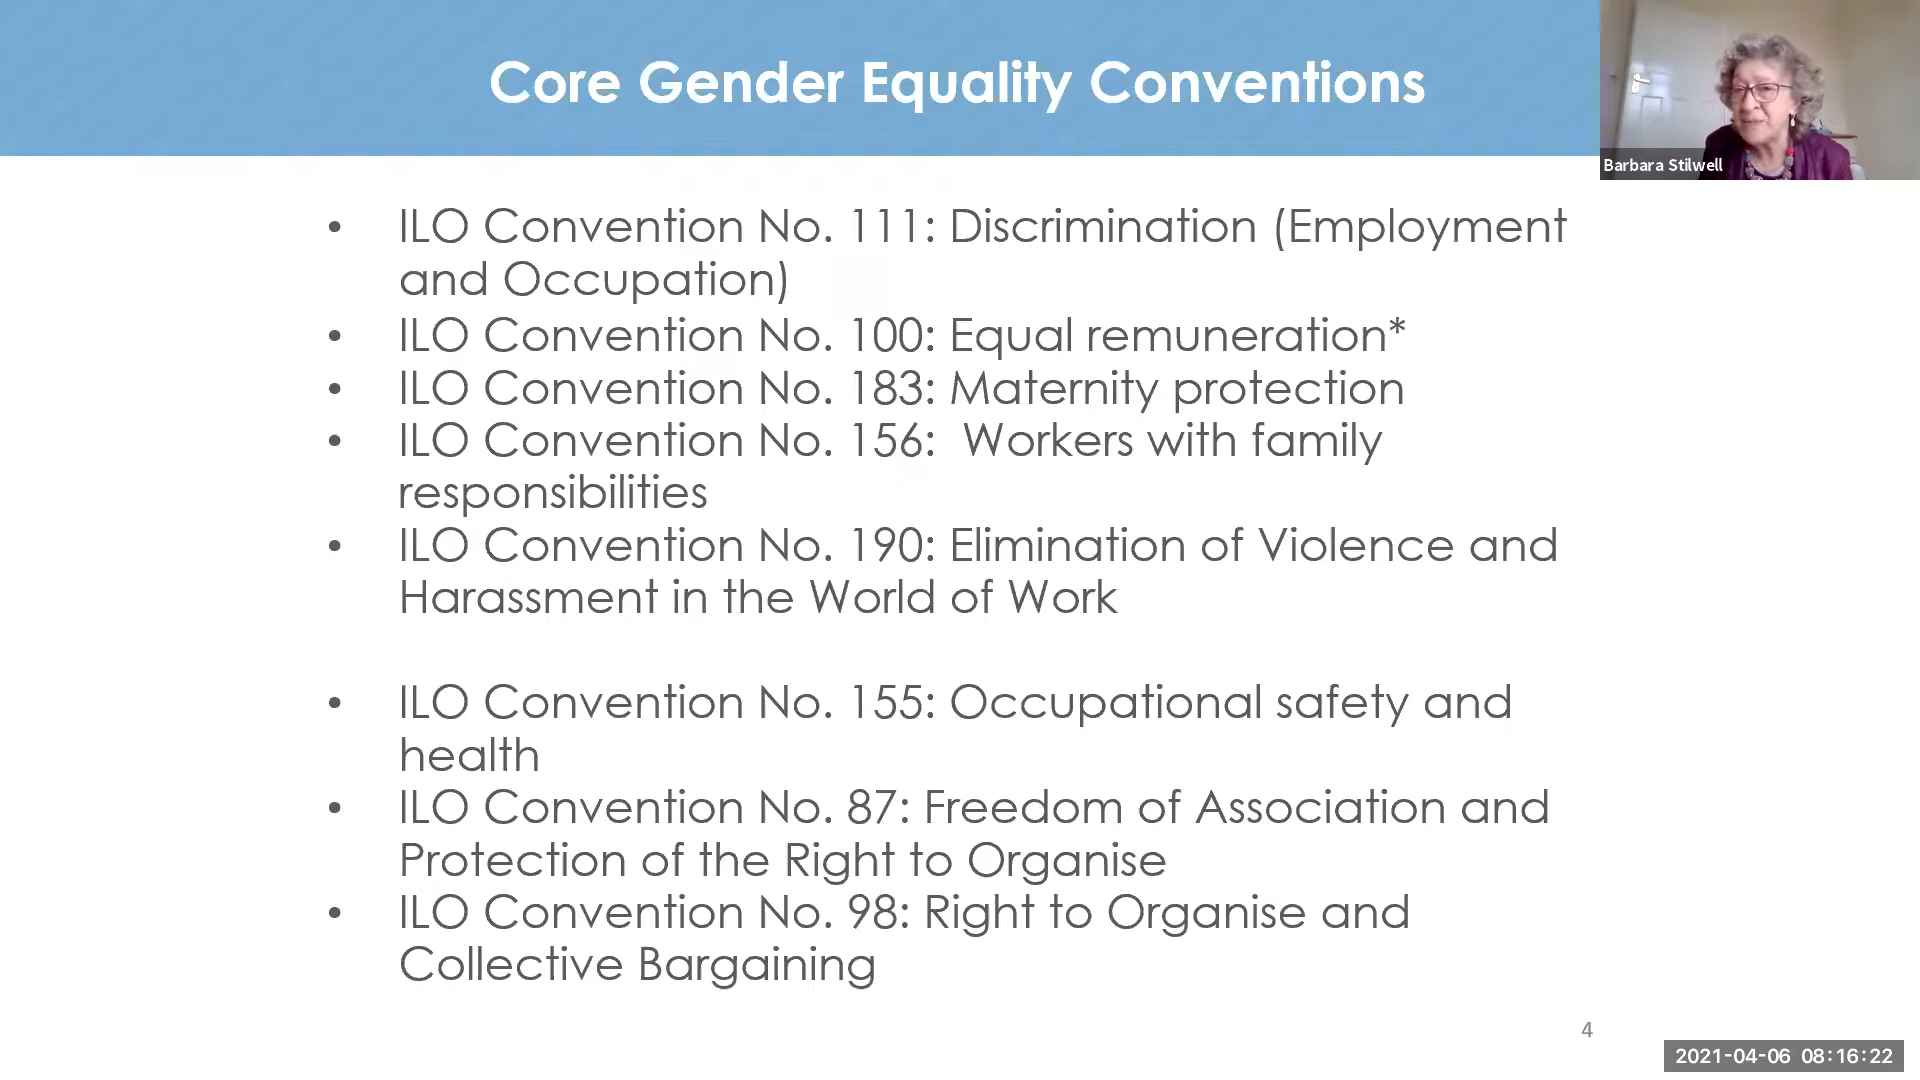 Core Gender Equality Conventions
Barbara Stilwell
• ILO Convention No. 111: Discrimination (Employment
and Occupation)
• ILO Convention No. 100: Equal remuneration*
• ILO Convention No. 183: Maternity protection
• ILO Convention No. 156:  Workers with family
responsibilities
• ILO Convention No. 190: Elimination of Violence and
Harassment in the World of Work
• ILO Convention No. 155: Occupational safety and
health
• ILO Convention No. 87: Freedom of Association and
Protection of the Right to Organise
• ILO Convention No. 98: Right to Organise and
Collective Bargaining
4
2021-04-06 08:16:22